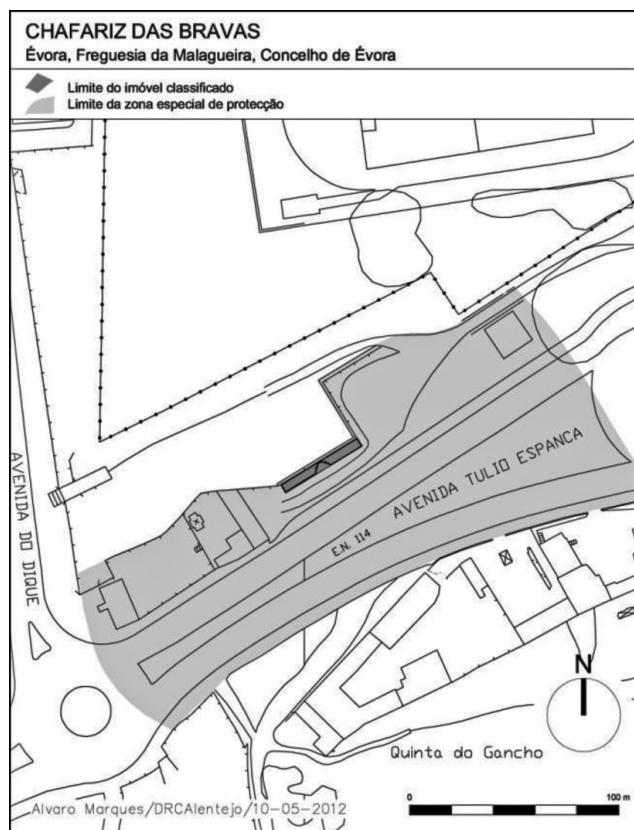 CHAFARIZ DAS BRAVAS
Évora, Freguesia da Malagueira, Concelho de Évora
Limite do imóvel classificado
Limite da zona especial de protecção
AVENIDA DO DIQUE
AVENIDA TULIO ESPANCA
E.N. 114
N
Quinta do Gancho
Alvaro Marques/DRCAlentejo/10-05-2012
0 100 m